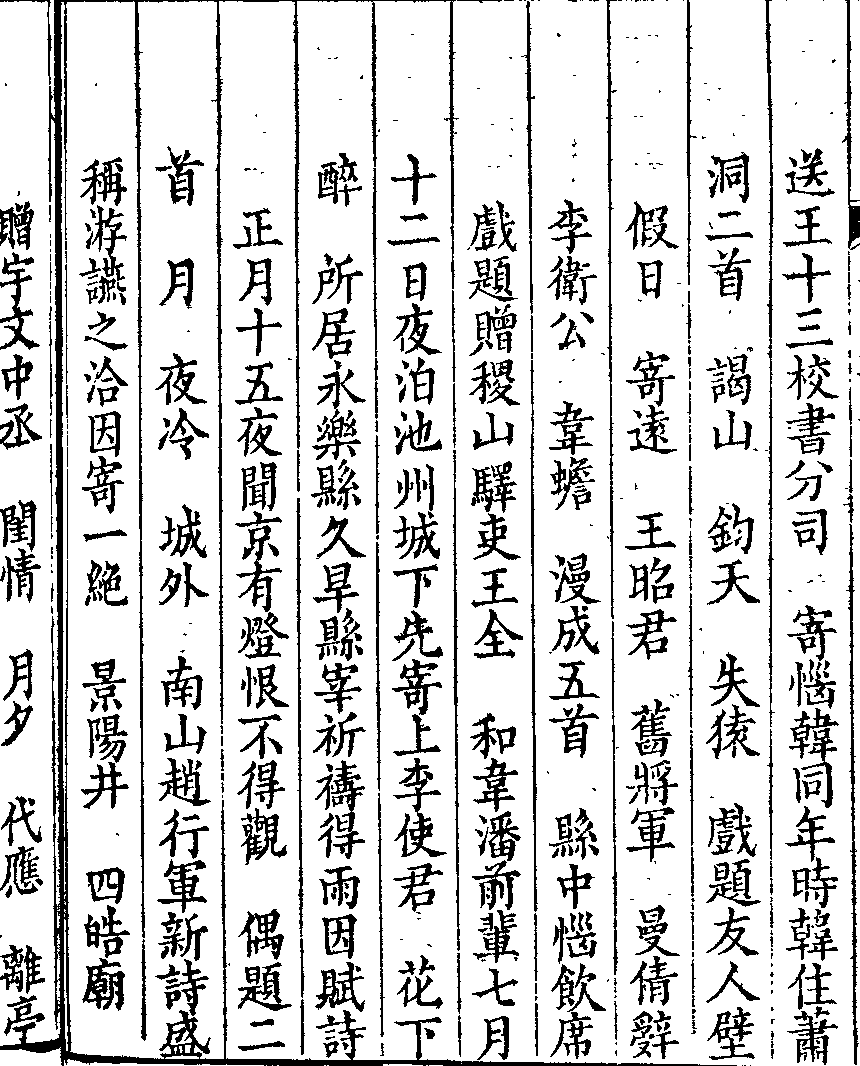 送王十三校書分司　寄惱韓同年時韓住蕭
洞二首　謁山　鈞天　失猿　戲題友人壁
假日　寄遠　王昭君　舊將軍　曼倩辭
李衛公　韋蟾　漫成五首　縣中惱飲席
戲題贈稷山驛吏王全　和韋潘前輩七月
十二日夜泊池州城下先寄上李使君　花下
醉　所居永樂縣久旱縣宰祈禱得雨因賦詩
正月十五夜聞京有燈恨不得觀　偶題二
首　月　夜冷　城外　南山趙行軍新詩盛
稱游讌之洽因寄一絕　景陽井　四皓廟
贈宇文中丞　閨情　月夕　代應　離亭